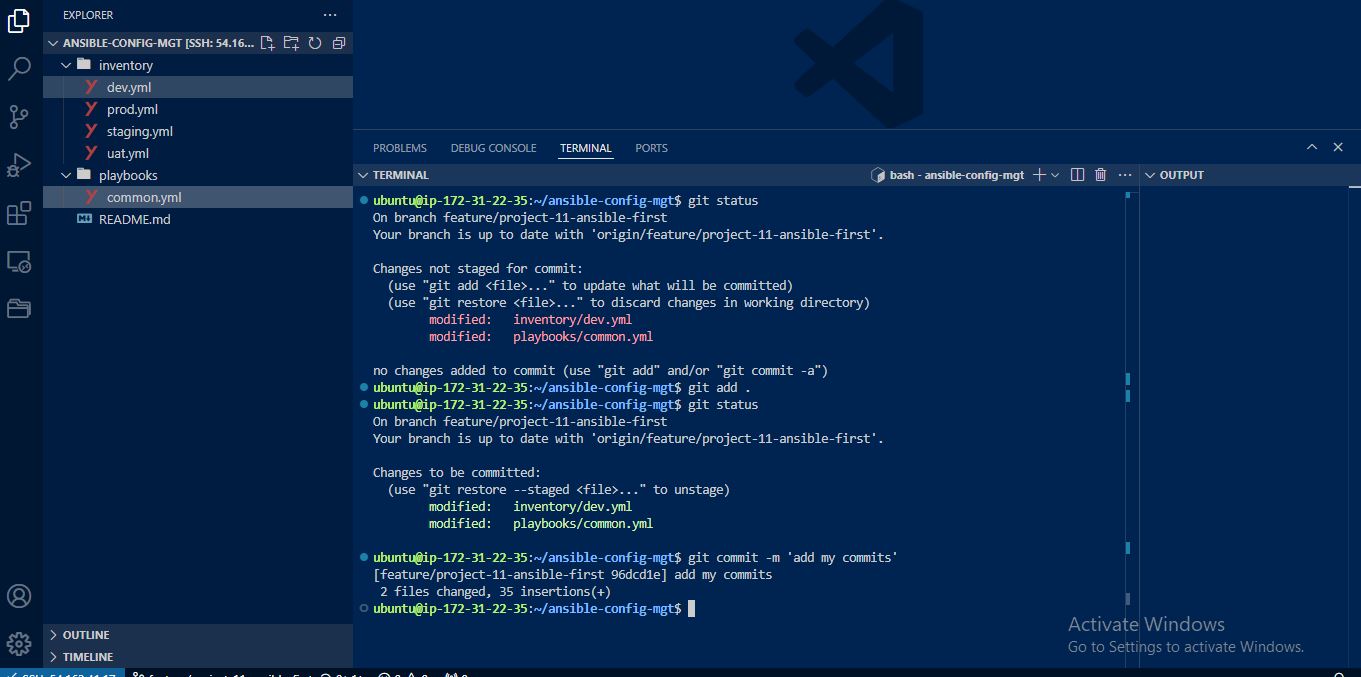 EXPLORER
ANSIBLE-CONFIG-MGT [SSH: 54.16...
inventory
dev.yml
prod.yml
staging.yml
uat.yml
playbooks
common.yml
README.md
OUTLINE
TIMELINE
PROBLEMS DEBUG CONSOLE TERMINAL PORTS
TERMINAL
bash - ansible-config-mgt
OUTPUT
ubuntu@ip-172-31-22-35:~/ansible-config-mgt$ git status
On branch feature/project-11-ansible-first
Your branch is up to date with 'origin/feature/project-11-ansible-first'.
Changes not staged for commit:
(use "git add <file>..." to update what will be committed)
(use "git restore <file>..." to discard changes in working directory)
modified: inventory/dev.yml
modified: playbooks/common.yml
no changes added to commit (use "git add" and/or "git commit -a")
ubuntu@ip-172-31-22-35:~/ansible-config-mgt$ git add .
ubuntu@ip-172-31-22-35:~/ansible-config-mgt$ git status
On branch feature/project-11-ansible-first
Your branch is up to date with 'origin/feature/project-11-ansible-first'.
Changes to be committed:
(use "git restore --staged <file>..." to unstage)
modified: inventory/dev.yml
modified: playbooks/common.yml
ubuntu@ip-172-31-22-35:~/ansible-config-mgt$ git commit -m 'add my commits'
[feature/project-11-ansible-first 96dcd1e] add my commits
2 files changed, 35 insertions(+)
ubuntu@ip-172-31-22-35:~/ansible-config-mgt$
Activate Windows
Go to Settings to activate Windows.